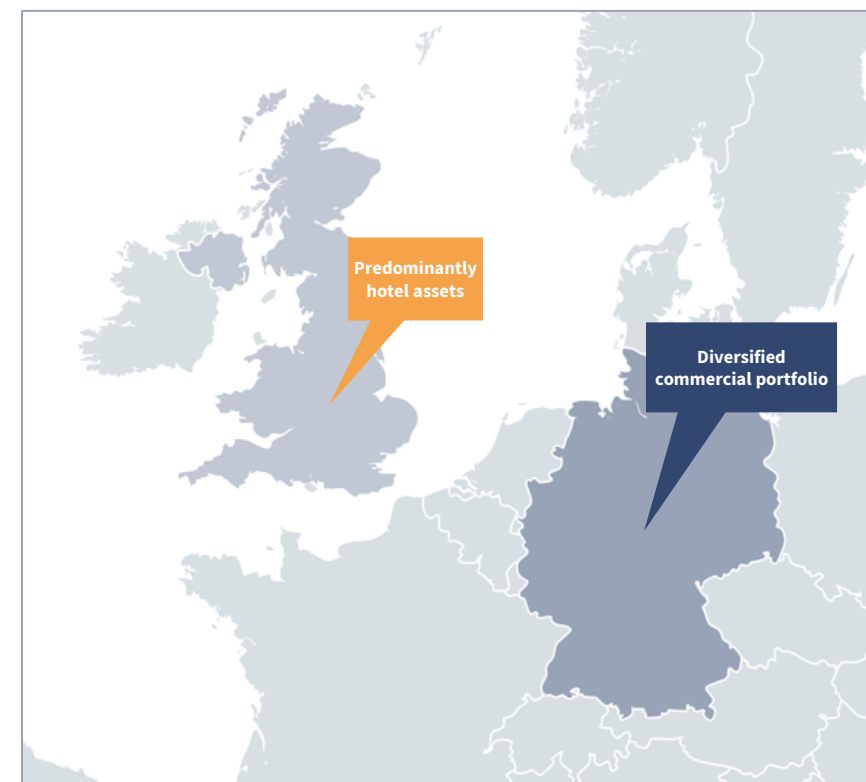 Predominantly
hotel assets
Diversified
commercial portfolio